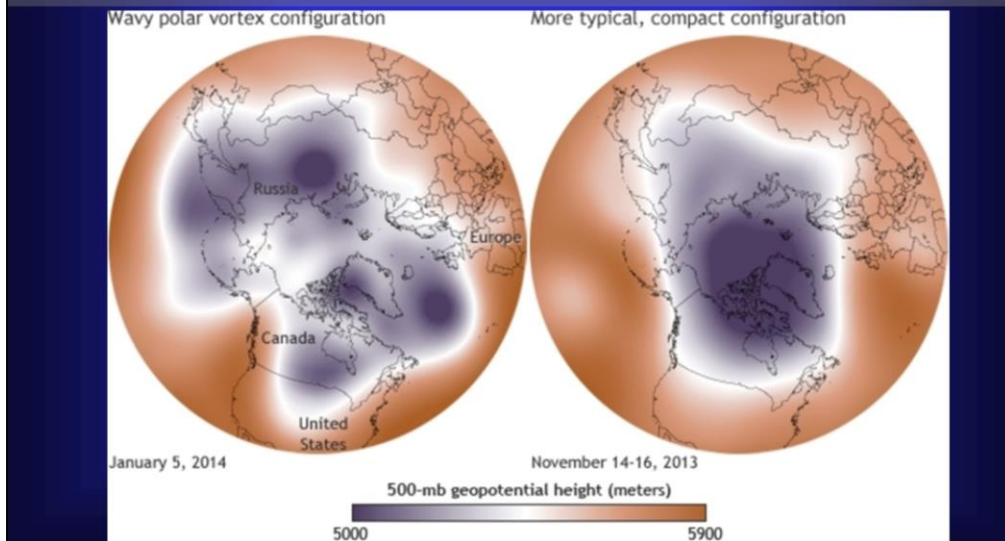 Wavy polar vortex configuration
More typical, compact configuration
Russia
Europe
Canada
United
States
January 5, 2014
November 14-16, 2013
500-mb geopotential height (meters)
5000
5900